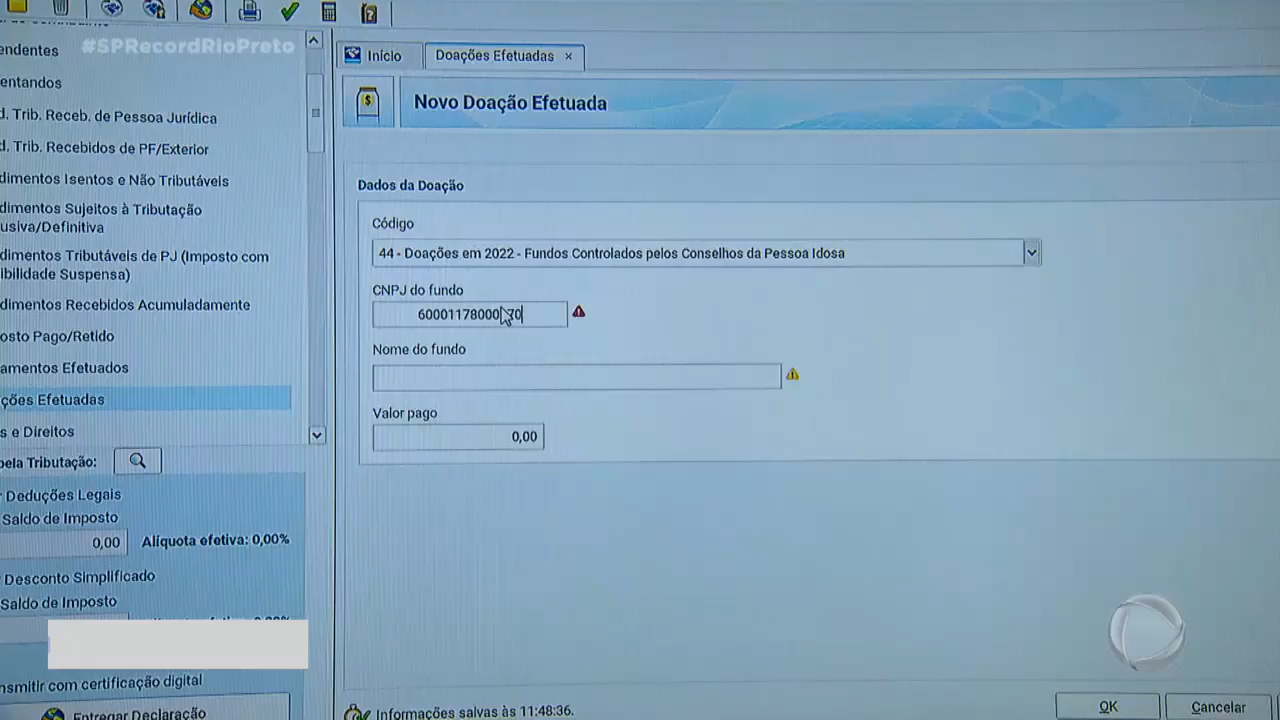 #SPRecordRioPreto
endentes
entandos
d. Trib. Receb. de Pessoa Jurídica
d. Trib. Recebidos de PF/Exterior
dimentos Isentos e Não Tributáveis
dimentos Sujeitos à Tributação
usiva/Definitiva
dimentos Tributáveis de PJ (Imposto com
ibilidade Suspensa)
dimentos Recebidos Acumuladamente
osto Pago/Retido
amentos Efetuados
ções Efetuadas
s e Direitos
pela Tributação:
Deduções Legais
Saldo de Imposto
0,00 Alíquota efetiva: 0,00%
Desconto Simplificado
Saldo de Imposto
nsmitir com certificação digital
Entregar Declaração
Início
Doações Efetuadas ×
Novo Doação Efetuada
Dados da Doação
Código
44 - Doações em 2022 - Fundos Controlados pelos Conselhos da Pessoa Idosa
CNPJ do fundo
Nome do fundo
Valor pago
0,00
Informações salvas às 11:48:36.
OK
Cancelar